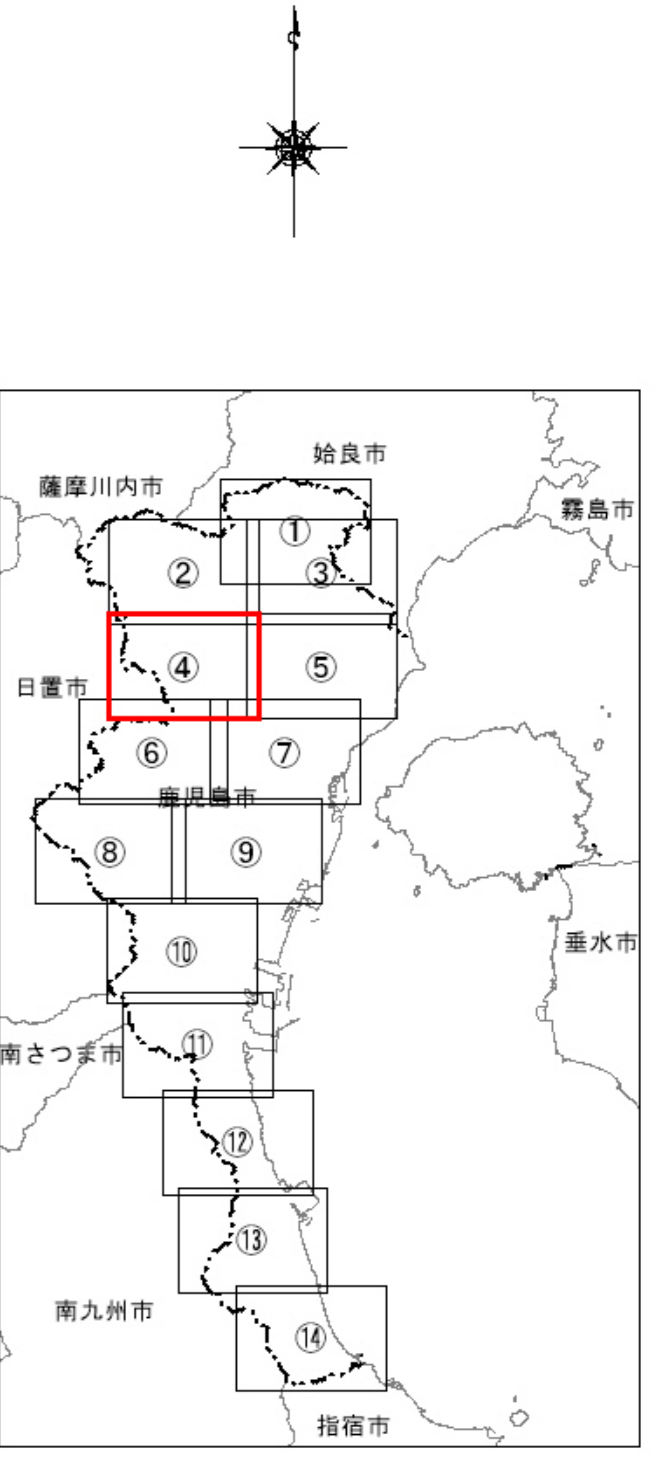 姶良市
薩摩川内市
霧島市
①
②
③
④
⑤
日置市
⑥
⑦
鹿児島市
⑧
⑨
⑩
垂水市
⑪
南さつま市
⑫
⑬
南九州市
⑭
指宿市